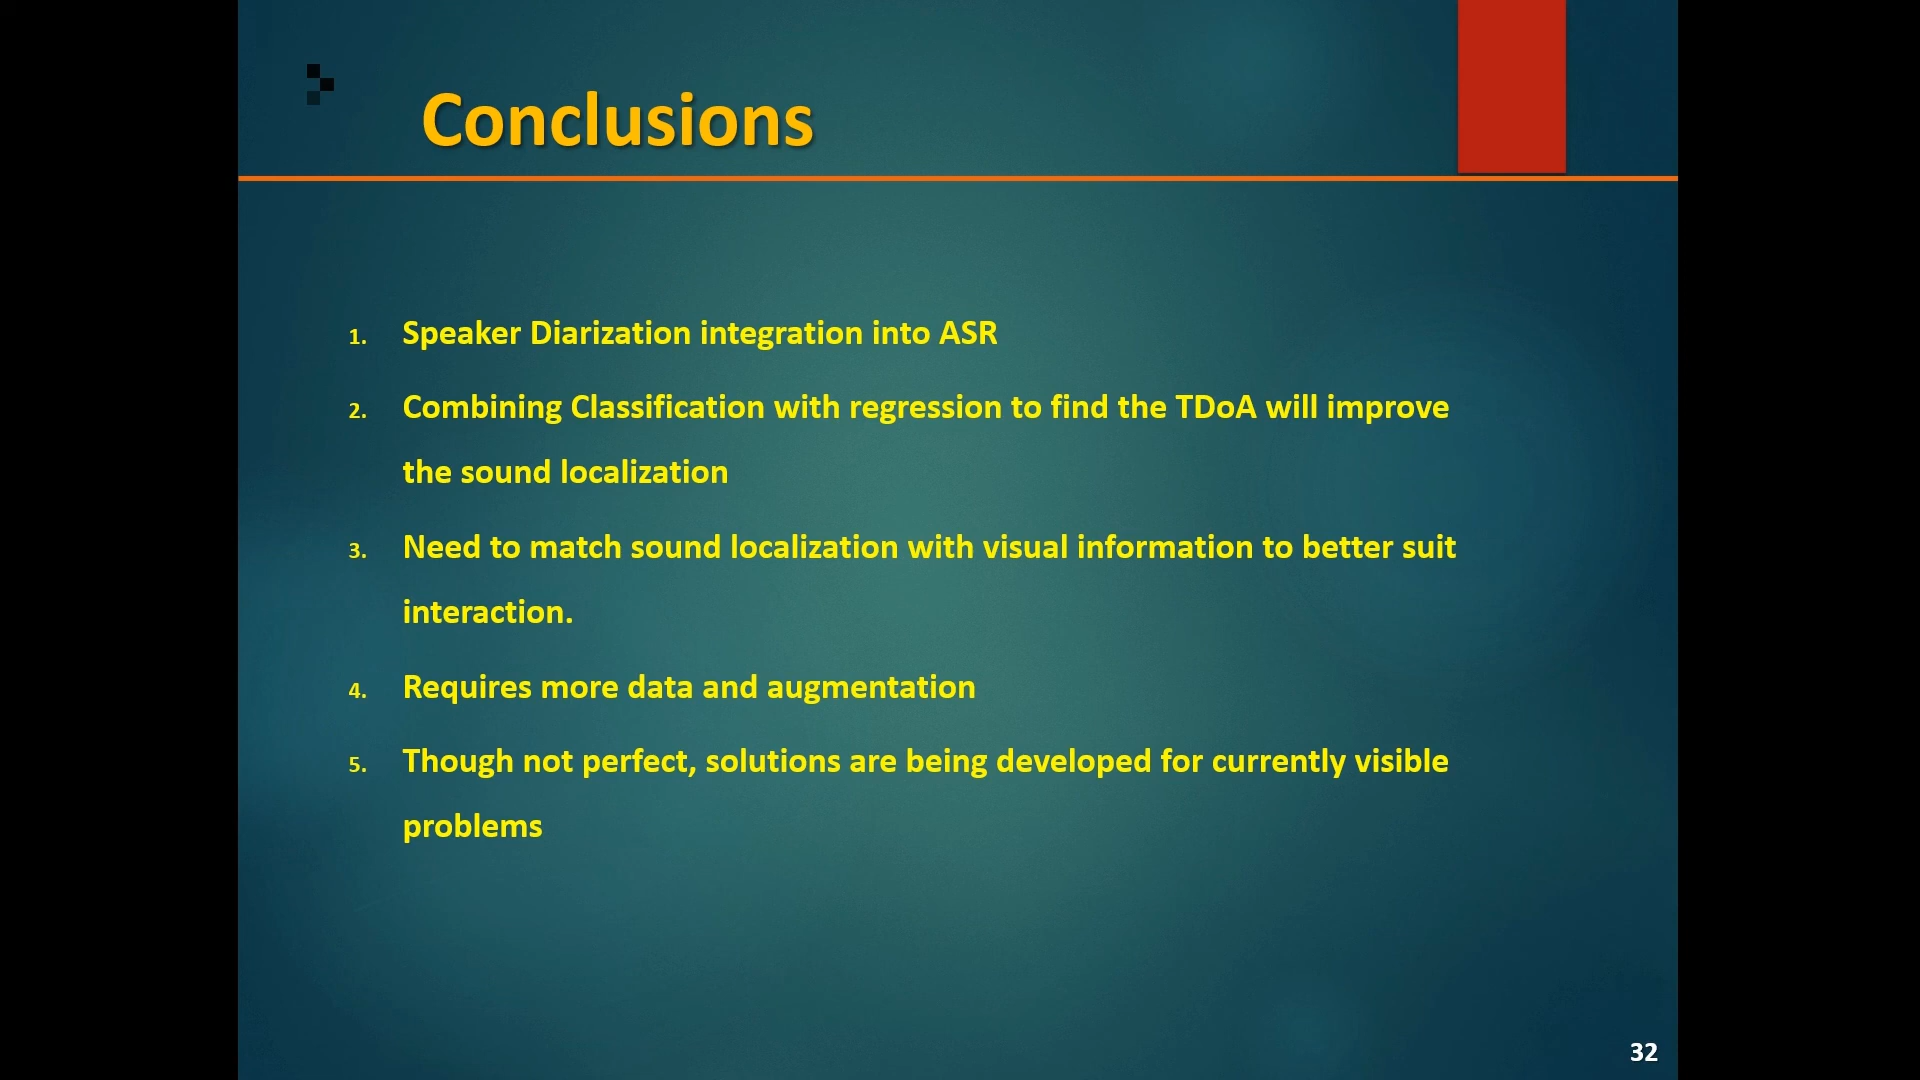 Conclusions
1. Speaker Diarization integration into ASR
2. Combining Classification with regression to find the TDoA will improve
the sound localization
3. Need to match sound localization with visual information to better suit
interaction.
4. Requires more data and augmentation
5. Though not perfect, solutions are being developed for currently visible
problems
32